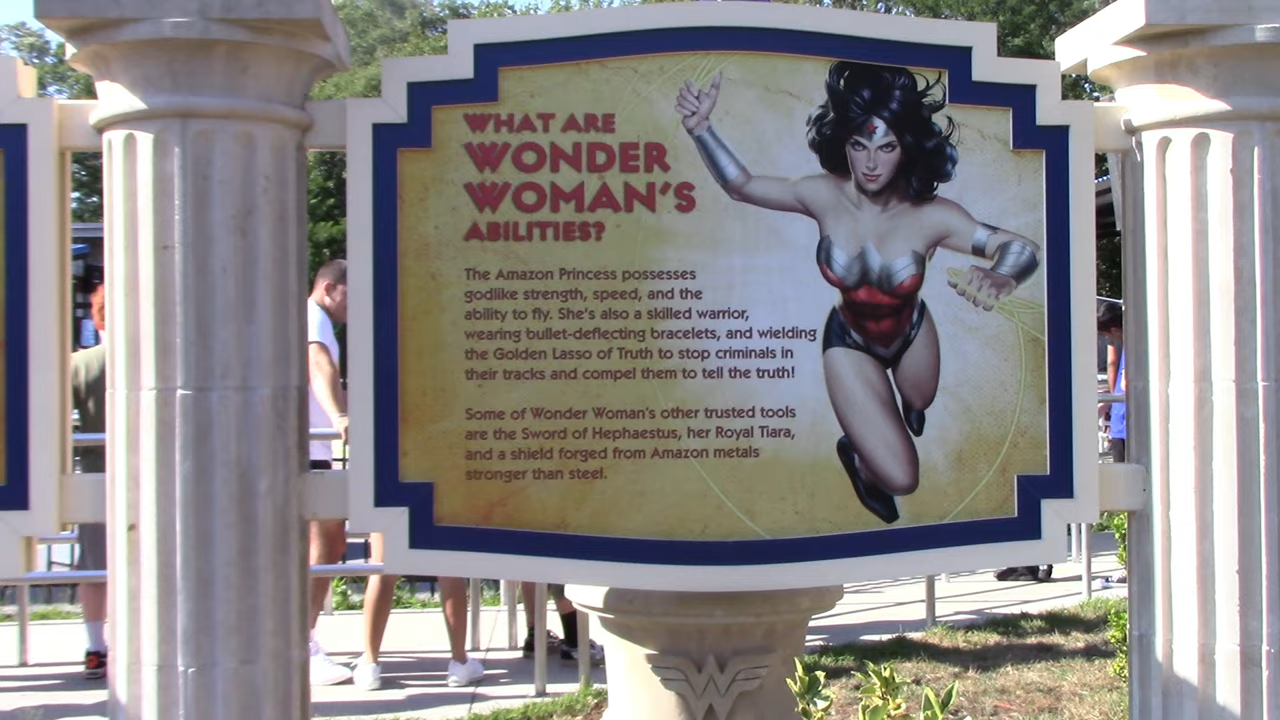 WHAT ARE
WONDER
WOMAN'S
ABILITIES?
The Amazon Princess possesses
godlike strength, speed, and the
ability to fly. She's also a skilled warrior,
wearing bullet-deflecting bracelets, and wielding
the Golden Lasso of Truth to stop criminals in
their tracks and compel them to tell the truth!
Some of Wonder Woman's other trusted tools
are the Sword of Hephaestus, her Royal Tiara,
and a shield forged from Amazon metals
stronger than steel.